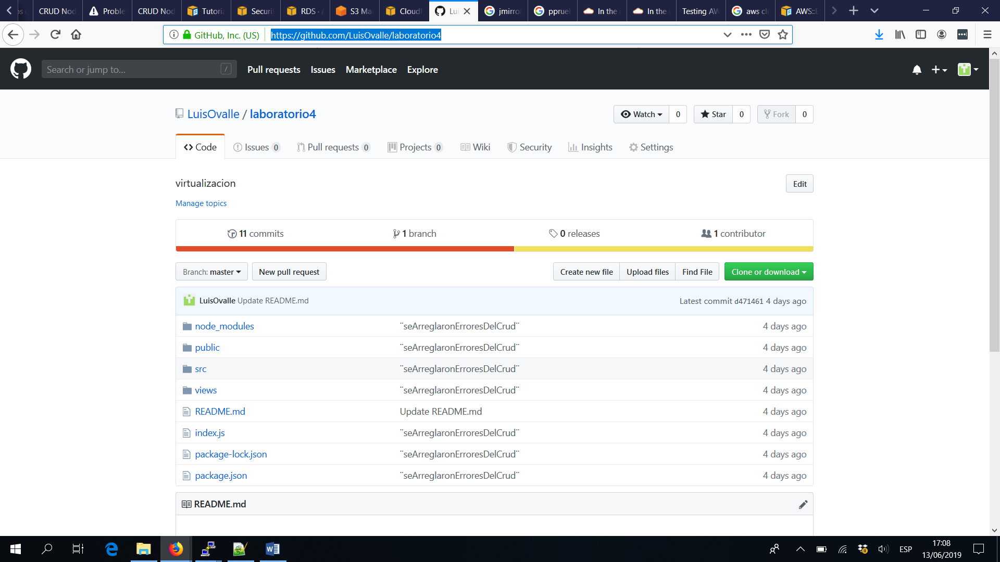 CRUD Nod
Proble
CRUD Nod
Tutoria
Securit
RDS · A
S3 Ma
CloudF
Lui
jmirro
pprue
In the
In the
Testing AW
aws cl
AWS::E
GitHub, Inc. (US)
https://github.com/LuisOvalle/laboratorio4
Search or jump to...
/
Pull requests Issues Marketplace Explore
LuisOvalle / laboratorio4
Watch 0 Star 0 Fork 0
Code Issues 0 Pull requests 0 Projects 0 Wiki Security Insights Settings
virtualizacion
Edit
Manage topics
11 commits 1 branch 0 releases 1 contributor
Branch: master New pull request Create new file Upload files Find File Clone or download
LuisOvalle Update README.md Latest commit d471461 4 days ago
node_modules ¨seArreglaronErroresDelCrud¨ 4 days ago
public ¨seArreglaronErroresDelCrud¨ 4 days ago
src ¨seArreglaronErroresDelCrud¨ 4 days ago
views ¨seArreglaronErroresDelCrud¨ 4 days ago
README.md Update README.md 4 days ago
index.js ¨seArreglaronErroresDelCrud¨ 4 days ago
package-lock.json ¨seArreglaronErroresDelCrud¨ 4 days ago
package.json ¨seArreglaronErroresDelCrud¨ 4 days ago
README.md
ESP
17:08
13/06/2019